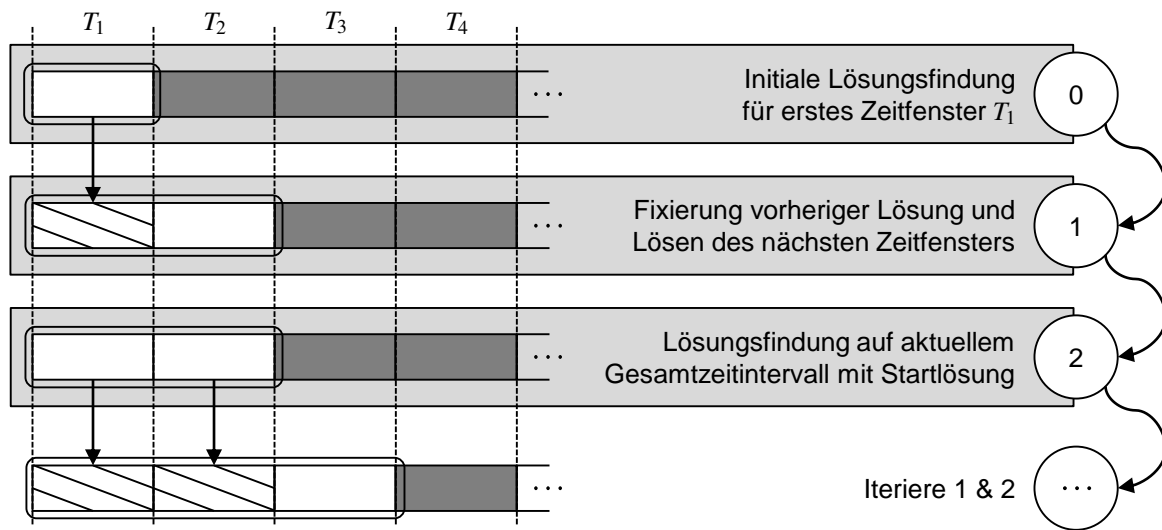 T₁ T₂ T₃ T₄
Initiale Lösungsfindung
für erstes Zeitfenster T₁
···
0
Fixierung vorheriger Lösung und
Lösen des nächsten Zeitfensters
···
1
Lösungsfindung auf aktuellem
Gesamtzeitintervall mit Startlösung
···
2
··· Iteriere 1 & 2 ···